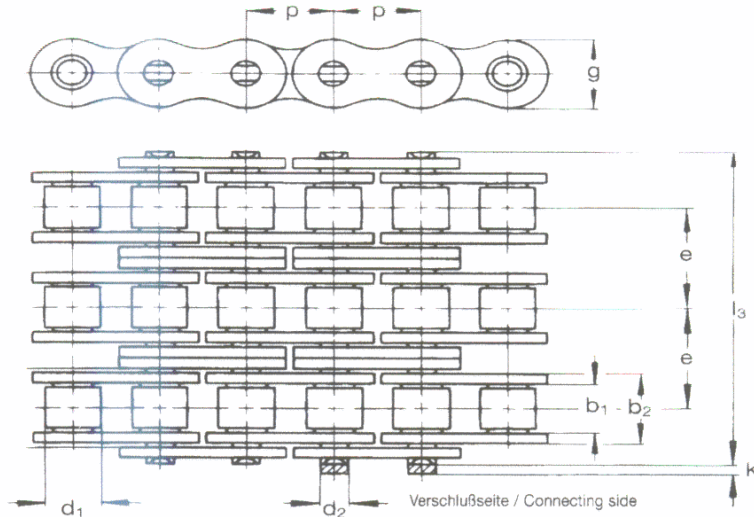 p p
g
e
l₃
e
b₁ b₂
k
d₁ d₂ Verschlußseite / Connecting side